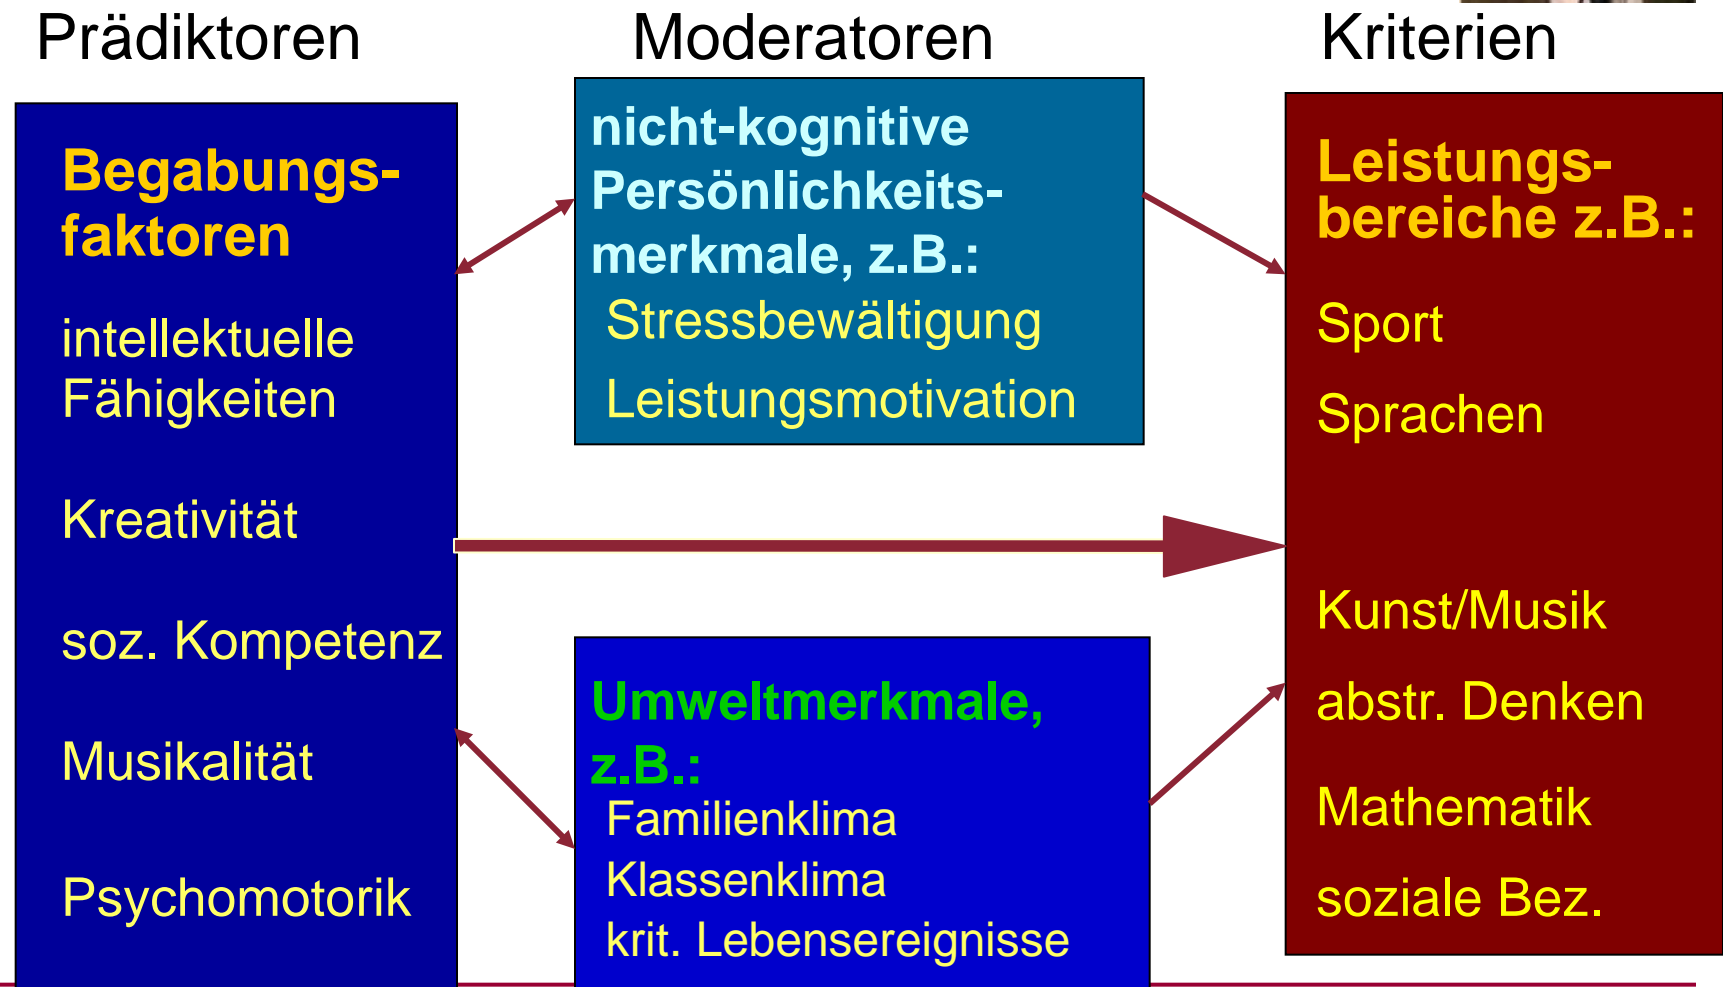 Prädiktoren
Moderatoren
Kriterien
Begabungs-
faktoren
intellektuelle
Fähigkeiten
Kreativität
soz. Kompetenz
Musikalität
Psychomotorik
nicht-kognitive
Persönlichkeits-
merkmale, z.B.:
Stressbewältigung
Leistungsmotivation
Umweltmerkmale,
z.B.:
Familienklima
Klassenklima
krit. Lebensereignisse
Leistungs-
bereiche z.B.:
Sport
Sprachen
Kunst/Musik
abstr. Denken
Mathematik
soziale Bez.